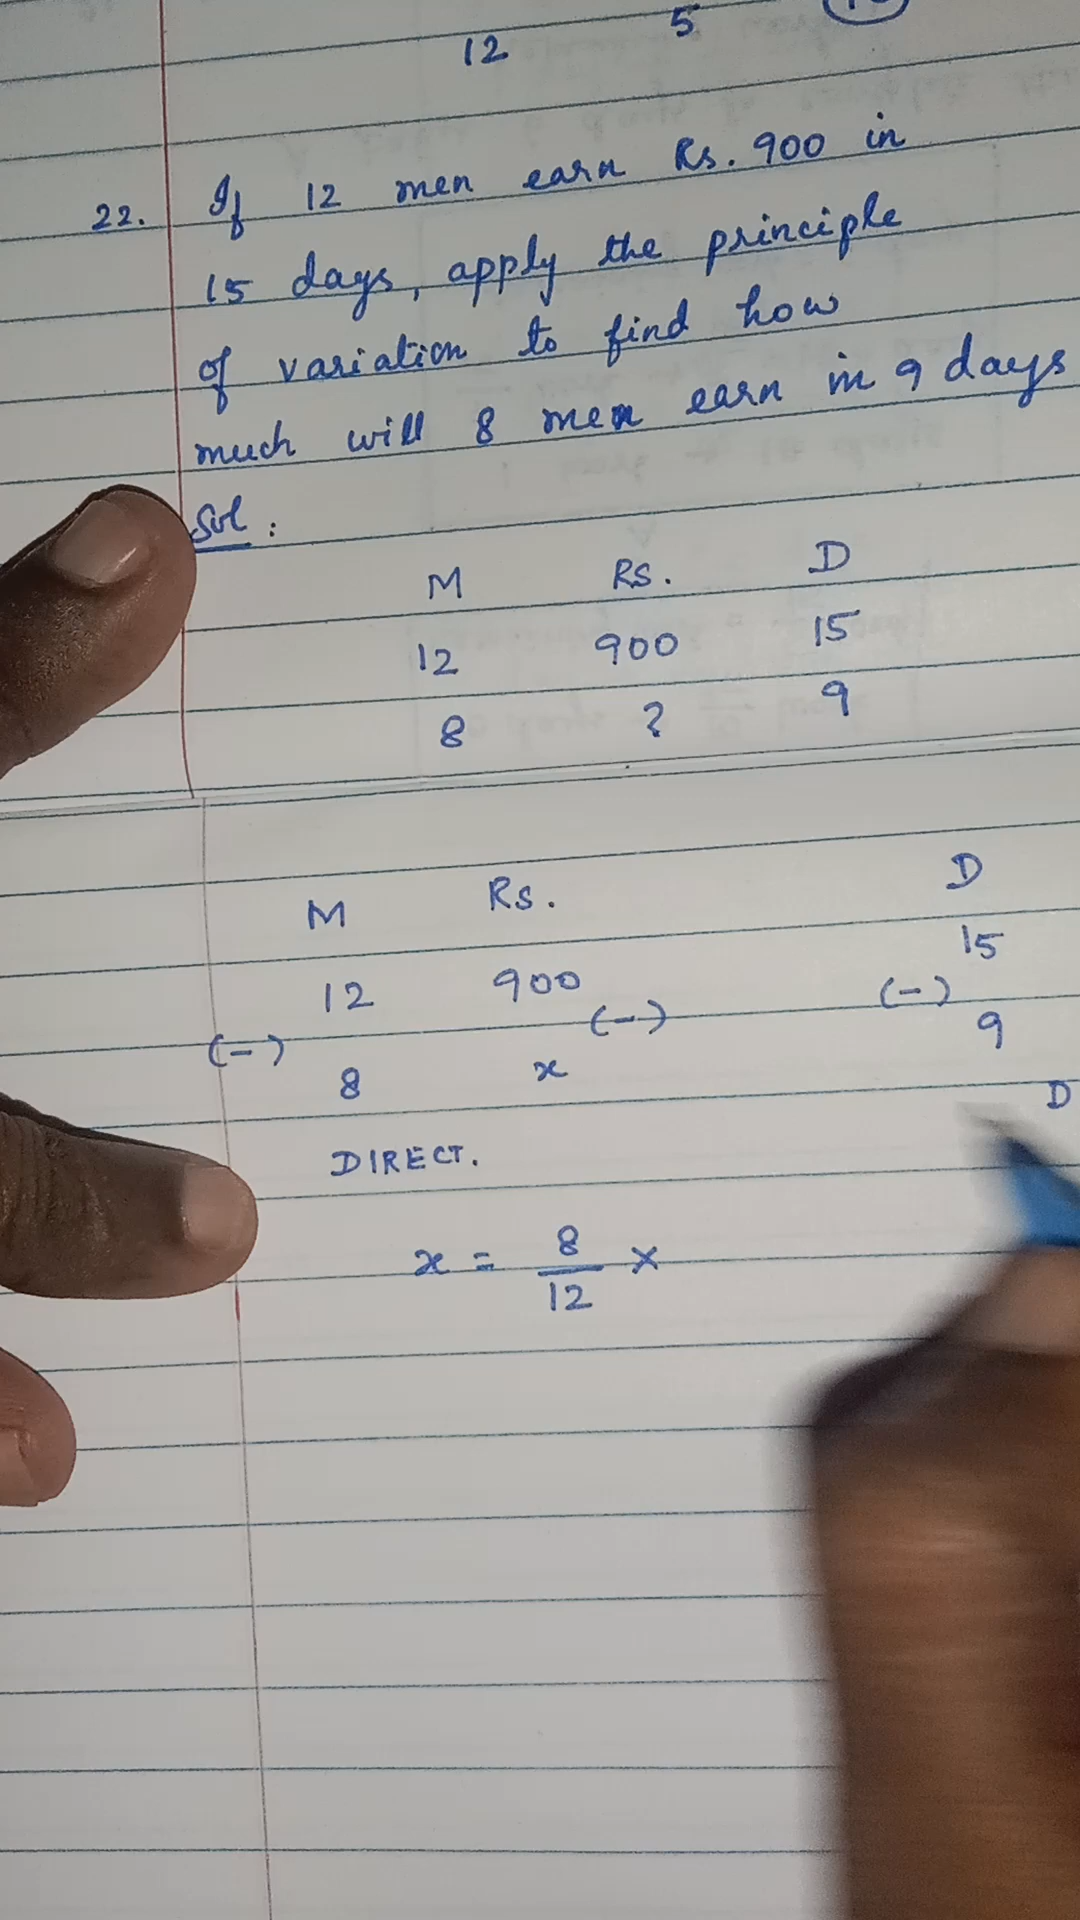 12 5
22. If 12 men earn Rs. 900 in
15 days, apply the principle
of variation to find how
much will 8 men earn in 9 days
Sol :
M Rs. D
12 900 15
8 ? 9
M Rs. D
12 900 15
(-) (-) (-)
8 x 9
D
DIRECT.
x = 8/12 ×